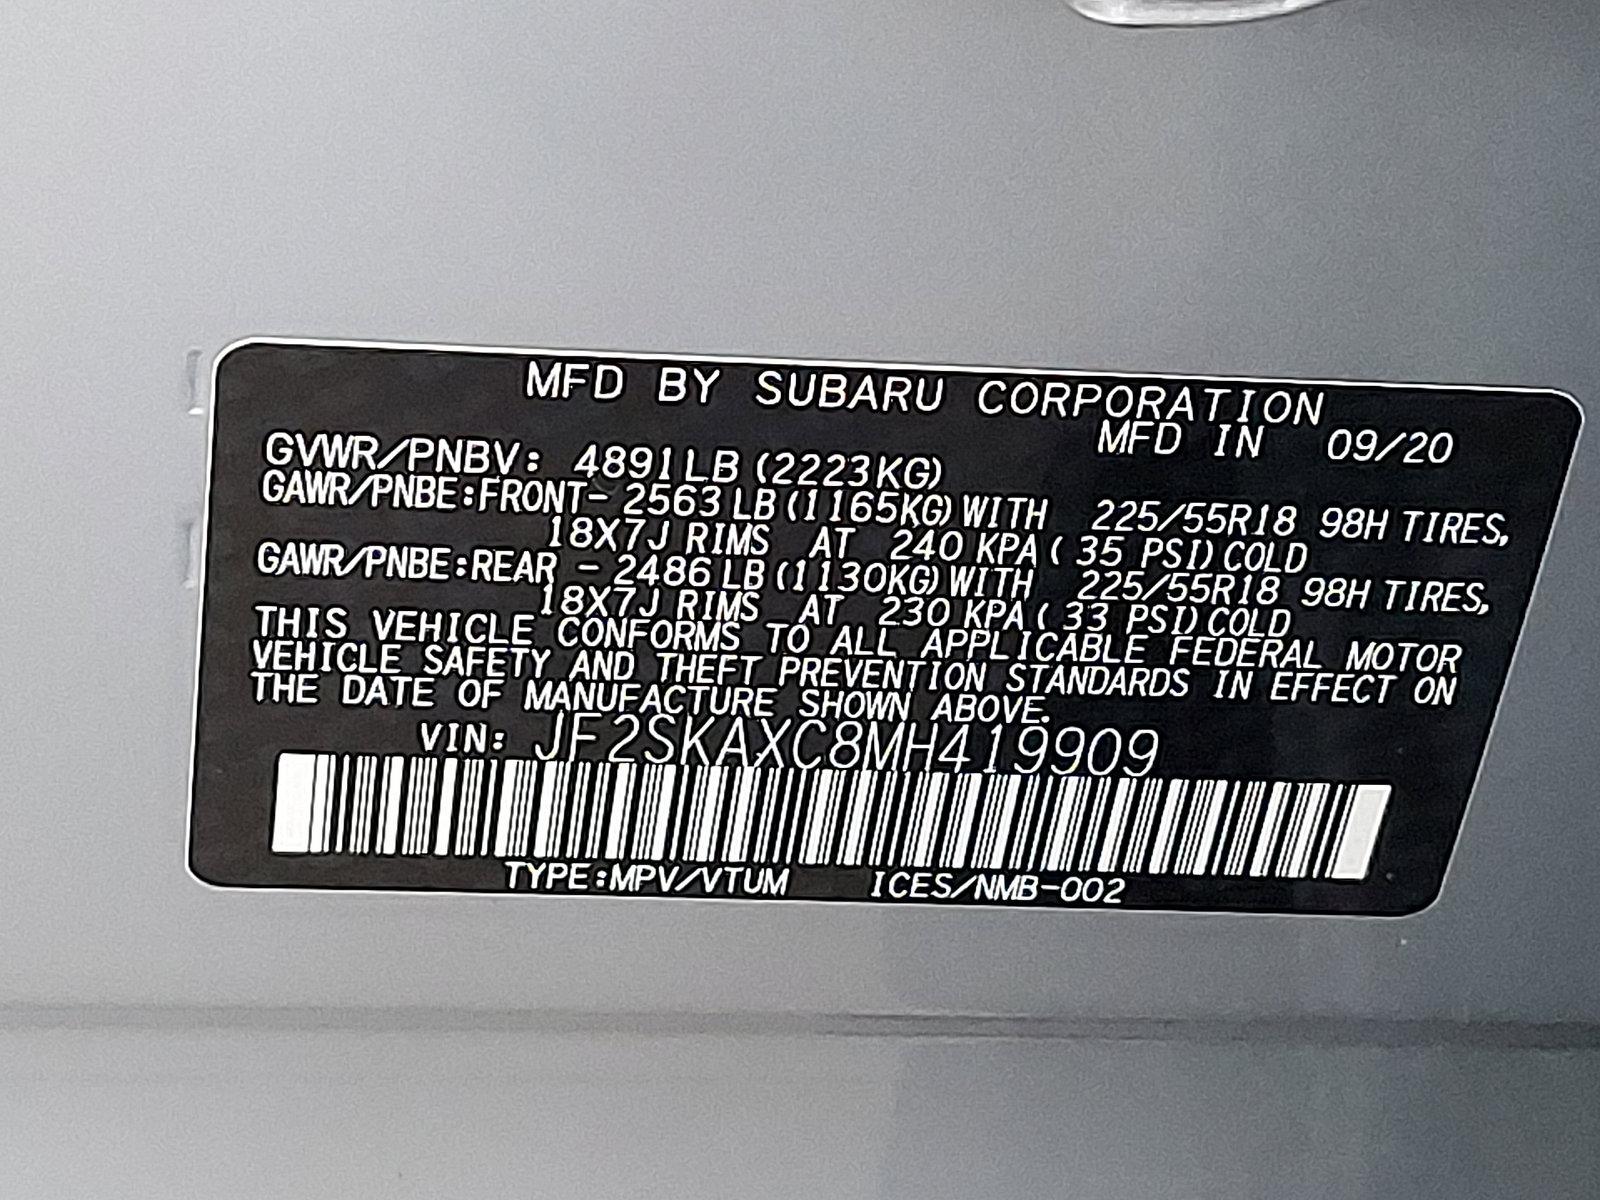 MFD BY SUBARU CORPORATION
MFD IN 09/20
GVWR/PNBV: 4891LB (2223KG)
GAWR/PNBE:FRONT- 2563 LB (1165KG) WITH 225/55R18 98H TIRES,
18X7J RIMS AT 240 KPA ( 35 PSI) COLD
GAWR/PNBE:REAR - 2486 LB (1130KG) WITH 225/55R18 98H TIRES,
18X7J RIMS AT 230 KPA ( 33 PSI) COLD
THIS VEHICLE CONFORMS TO ALL APPLICABLE FEDERAL MOTOR
VEHICLE SAFETY AND THEFT PREVENTION STANDARDS IN EFFECT ON
THE DATE OF MANUFACTURE SHOWN ABOVE.
VIN: JF2SKAXC8MH419909
TYPE:MPV/VTUM ICES/NMB-002